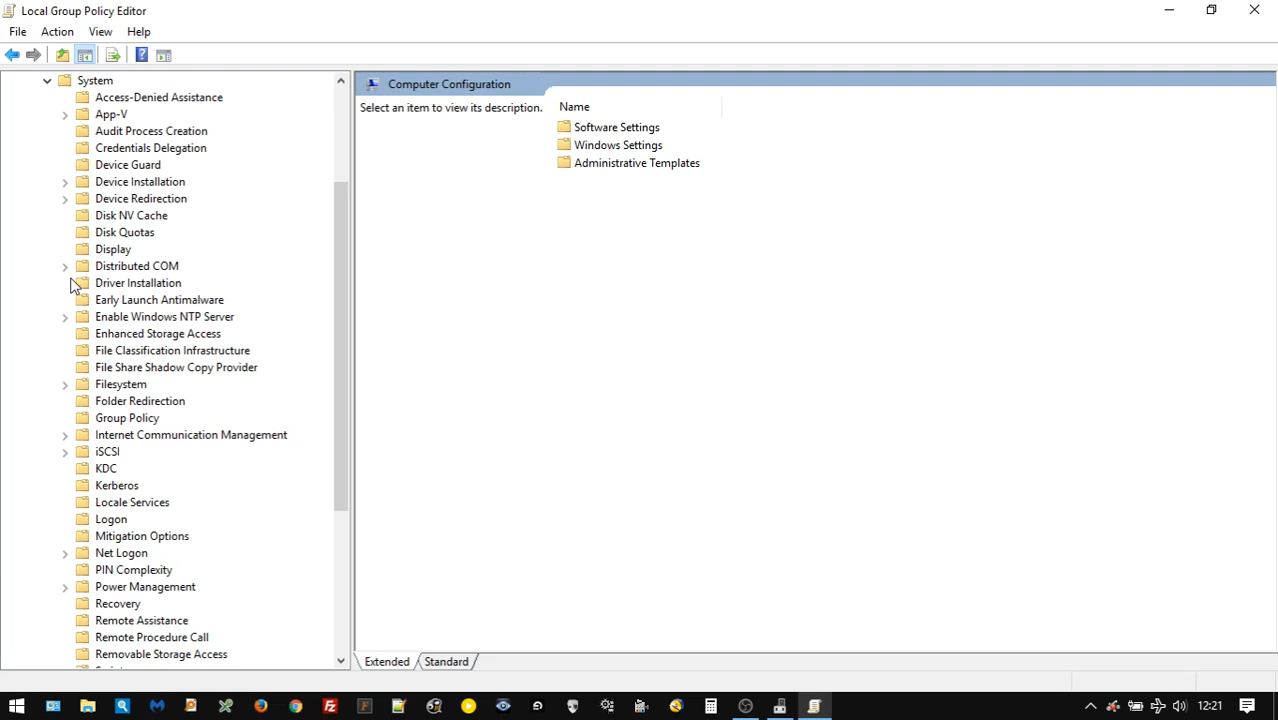 Local Group Policy Editor
File Action View Help
System
Access-Denied Assistance
App-V
Audit Process Creation
Credentials Delegation
Device Guard
Device Installation
Device Redirection
Disk NV Cache
Disk Quotas
Display
Distributed COM
Driver Installation
Early Launch Antimalware
Enable Windows NTP Server
Enhanced Storage Access
File Classification Infrastructure
File Share Shadow Copy Provider
Filesystem
Folder Redirection
Group Policy
Internet Communication Management
iSCSI
KDC
Kerberos
Locale Services
Logon
Mitigation Options
Net Logon
PIN Complexity
Power Management
Recovery
Remote Assistance
Remote Procedure Call
Removable Storage Access
Computer Configuration
Select an item to view its description.
Name
Software Settings
Windows Settings
Administrative Templates
Extended Standard
12:21